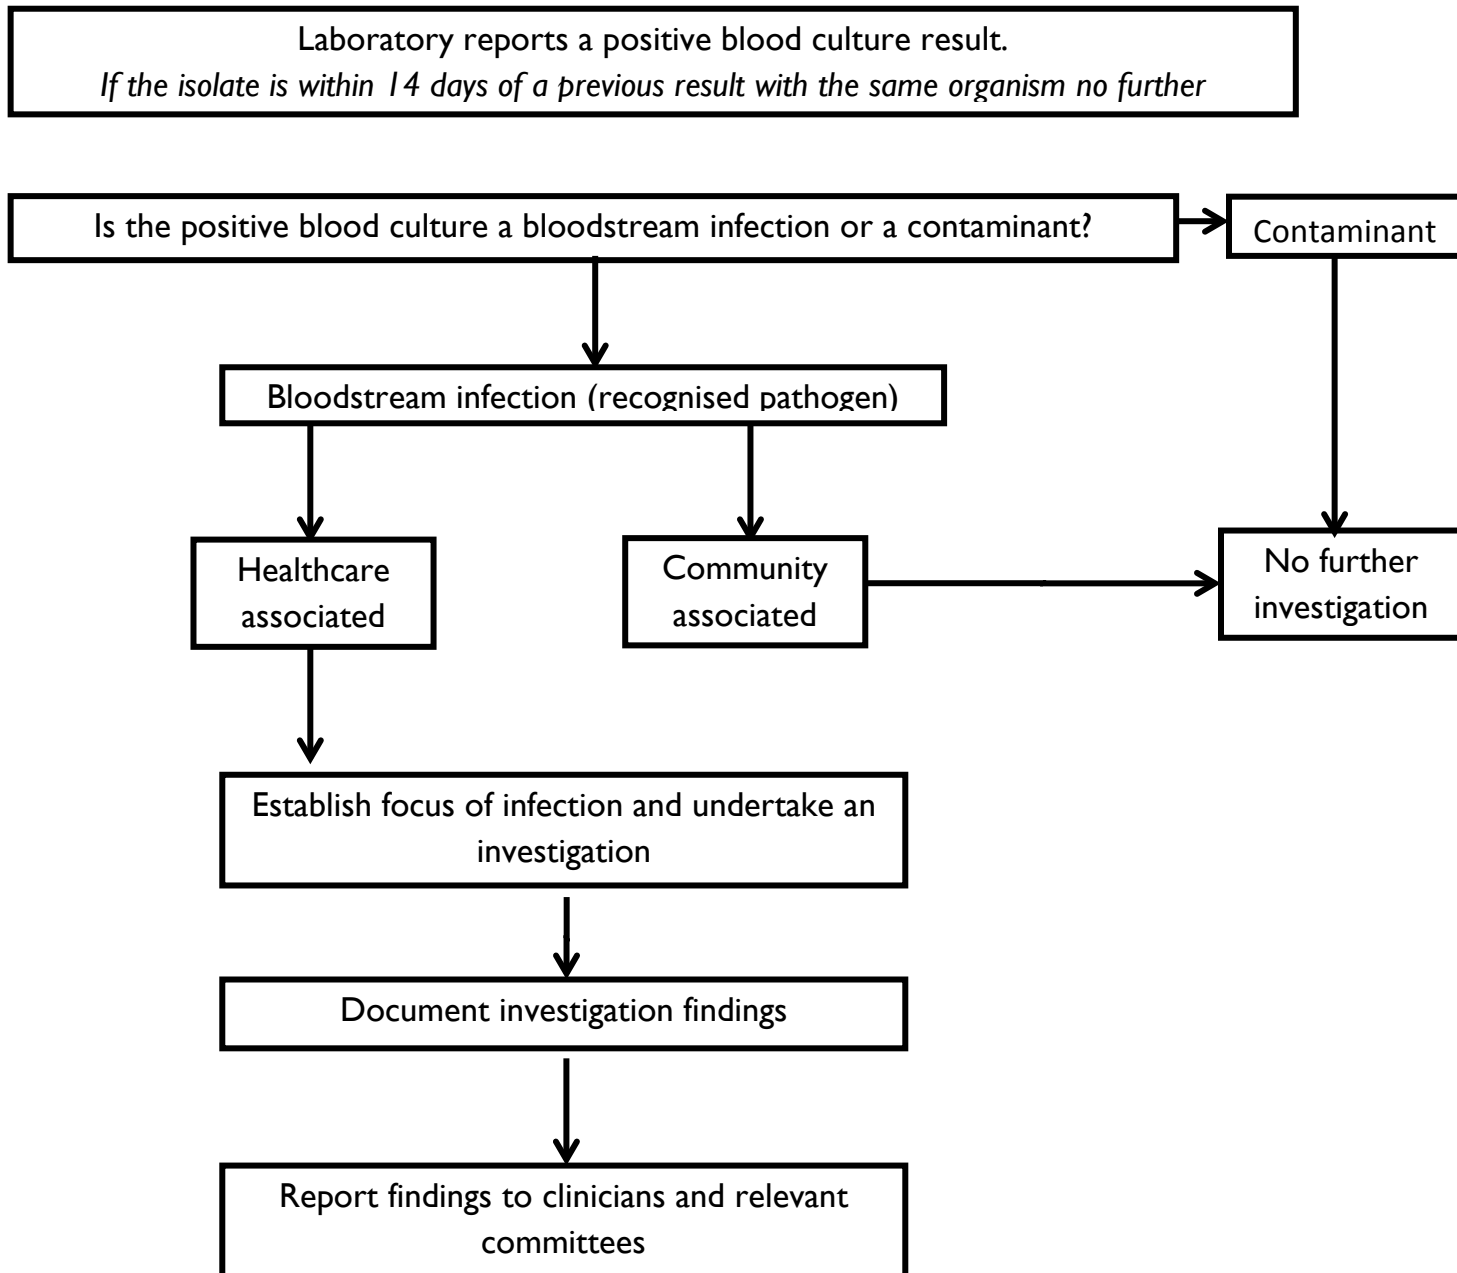 Laboratory reports a positive blood culture result.
If the isolate is within 14 days of a previous result with the same organism no further
Is the positive blood culture a bloodstream infection or a contaminant?
Contaminant
Bloodstream infection (recognised pathogen)
Healthcare
associated
Community
associated
No further
investigation
Establish focus of infection and undertake an
investigation
Document investigation findings
Report findings to clinicians and relevant
committees